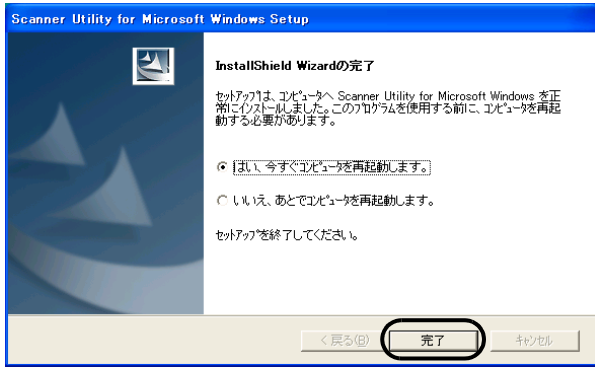 Scanner Utility for Microsoft Windows Setup
InstallShield Wizardの完了
ｾｯﾄｱｯﾌﾟは、ｺﾝﾋﾟｭｰﾀへ Scanner Utility for Microsoft Windows を正
常にｲﾝｽﾄｰﾙしました。このﾌﾟﾛｸﾞﾗﾑを使用する前に、ｺﾝﾋﾟｭｰﾀを再起
動する必要があります。
はい、今すぐｺﾝﾋﾟｭｰﾀを再起動します。
いいえ、あとでｺﾝﾋﾟｭｰﾀを再起動します。
ｾｯﾄｱｯﾌﾟを終了してください。
< 戻る(B)
完了
ｷｬﾝｾﾙ